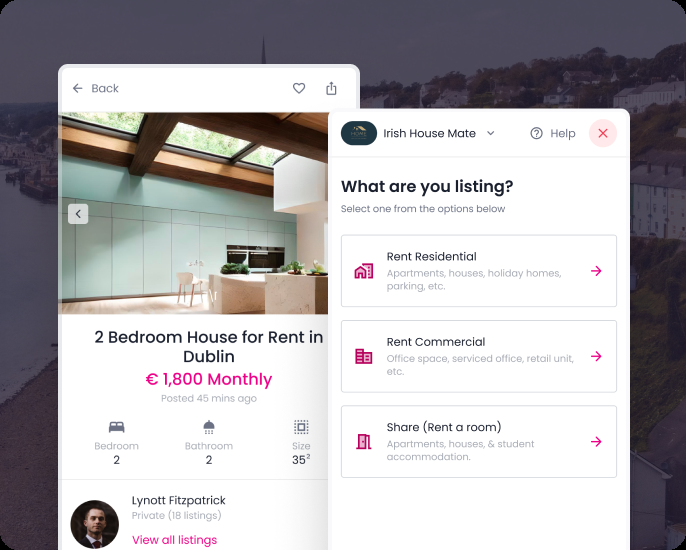 Back
2 Bedroom House for Rent in
Dublin
€ 1,800 Monthly
Posted 45 mins ago
Bedroom
2
Bathroom
2
Size
35²
Lynott Fitzpatrick
Private (18 listings)
View all listings
HOME
Irish House Mate
Help
What are you listing?
Select one from the options below
Rent Residential
Apartments, houses, holiday homes,
parking, etc.
Rent Commercial
Office space, serviced office, retail unit,
etc.
Share (Rent a room)
Apartments, houses, & student
accommodation.